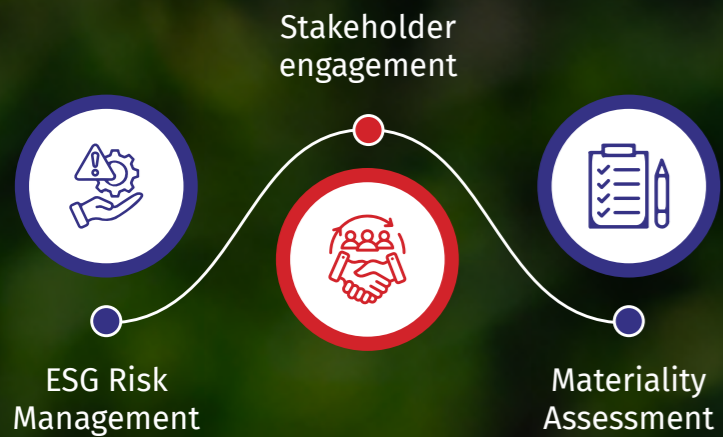 Stakeholder
engagement
ESG Risk
Management
Materiality
Assessment